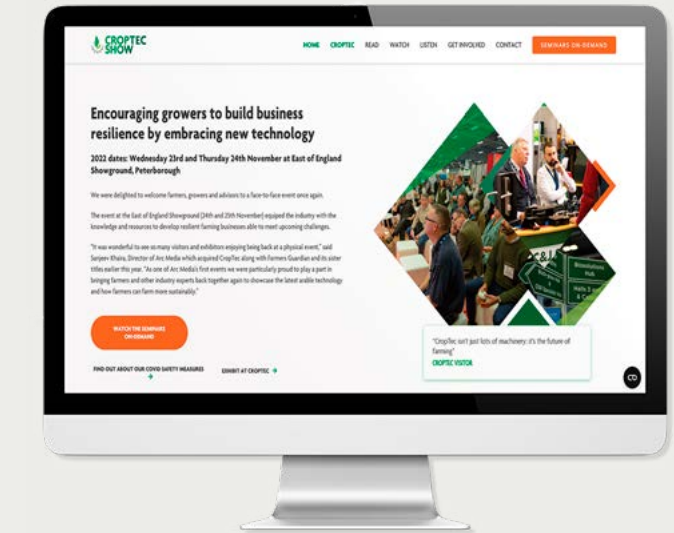 CROPTEC
SHOW
HOME CROPTEC READ WATCH LISTEN GET INVOLVED CONTACT SEMINARS ON-DEMAND
Encouraging growers to build business
resilience by embracing new technology
2022 dates: Wednesday 23rd and Thursday 24th November at East of England
Showground, Peterborough
We were delighted to welcome farmers, growers and advisors to a face-to-face event once again.
The event at the East of England Showground (24th and 25th November) equiped the industry with the
knowledge and resources to develop resilient farming businesses able to meet upcoming challenges.
"It was wonderful to see so many visitors and exhibitors enjoying being back at a physical event," said
Sanjeev Khaira, Director of Arc Media which acquired CropTec along with Farmers Guardian and its sister
titles earlier this year. "As one of Arc Media's first events we were particularly proud to play a part in
bringing farmers and other industry experts back together again to showcase the latest arable technology
and how farmers can farm more sustainably."
WATCH THE SEMINARS
ON-DEMAND
FIND OUT ABOUT OUR COVID SAFETY MEASURES
EXHIBIT AT CROPTEC
Biosolutions
Hub
"CropTec isn't just lots of machinery: it's the future of
farming"
CROPTEC VISITOR